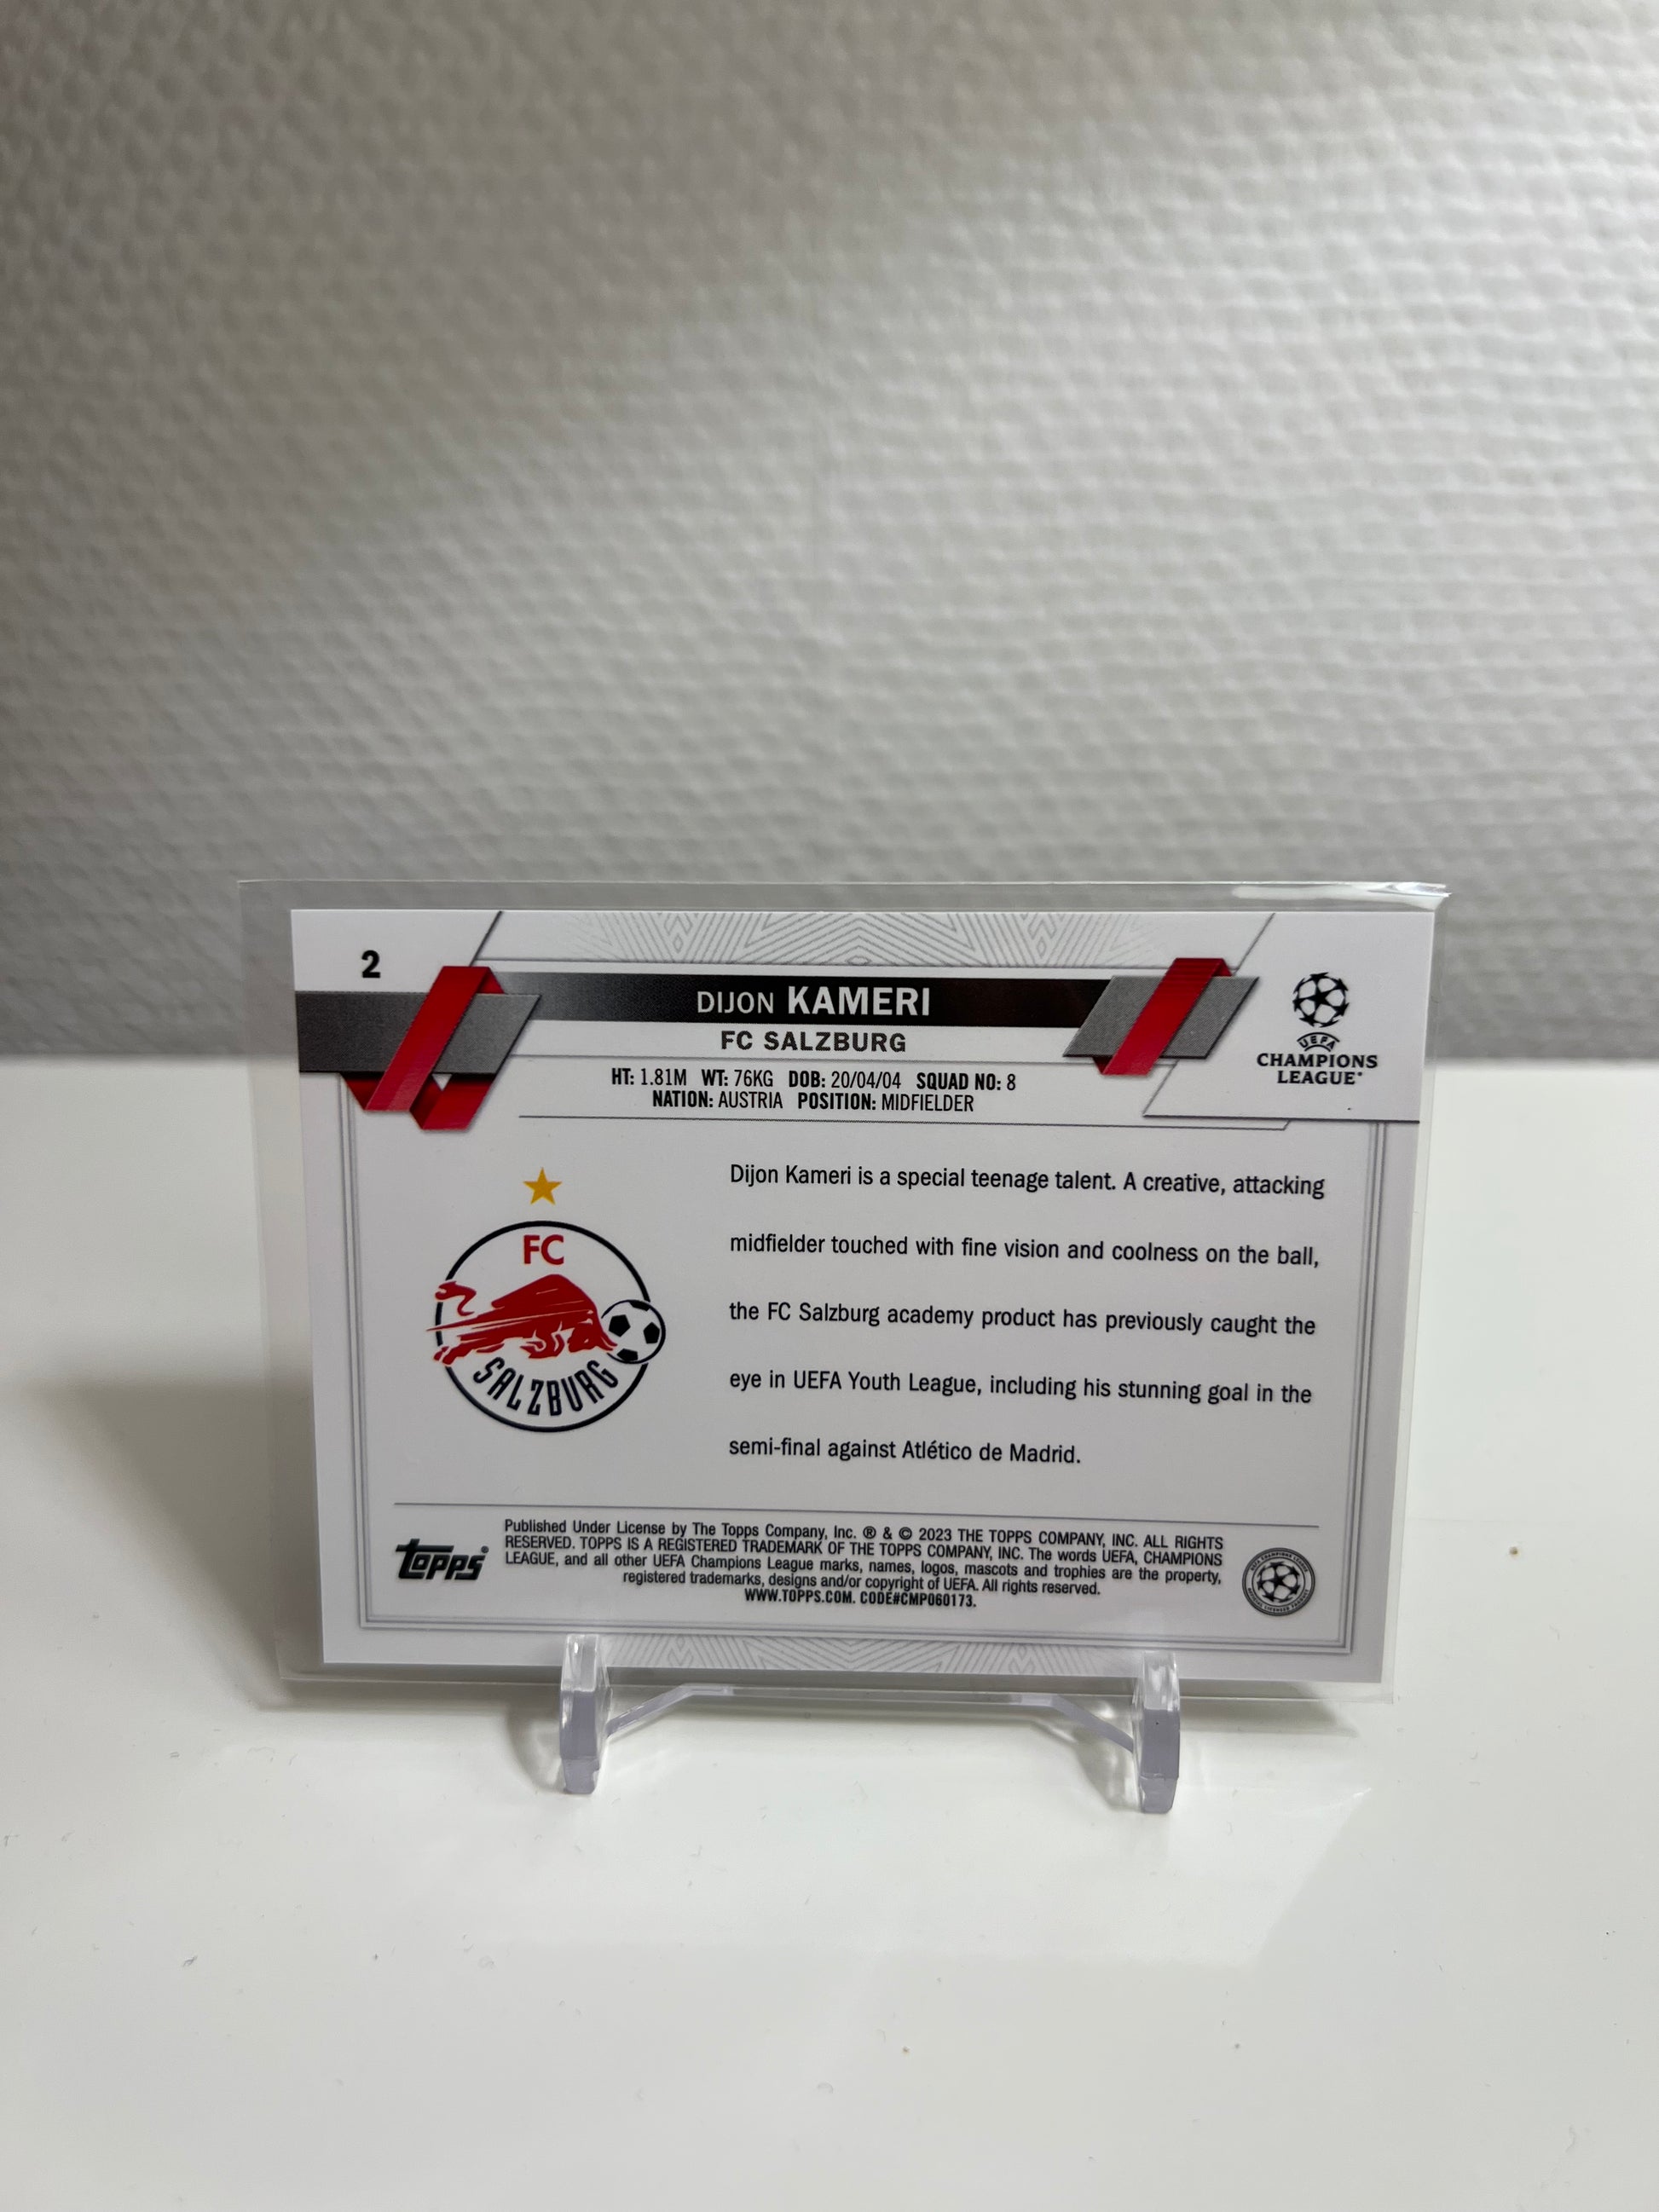 2
DIJON KAMERI
FC SALZBURG
HT: 1.81M WT: 76KG DOB: 20/04/04 SQUAD NO: 8
NATION: AUSTRIA POSITION: MIDFIELDER
UEFA
CHAMPIONS
LEAGUE
FC
SALZBURG
Dijon Kameri is a special teenage talent. A creative, attacking
midfielder touched with fine vision and coolness on the ball,
the FC Salzburg academy product has previously caught the
eye in UEFA Youth League, including his stunning goal in the
semi-final against Atlético de Madrid.
topps®
Published Under License by The Topps Company, Inc. ® & © 2023 THE TOPPS COMPANY, INC. ALL RIGHTS
RESERVED. TOPPS IS A REGISTERED TRADEMARK OF THE TOPPS COMPANY, INC. The words UEFA, CHAMPIONS
LEAGUE, and all other UEFA Champions League marks, names, logos, mascots and trophies are the property,
registered trademarks, designs and/or copyright of UEFA. All rights reserved.
WWW.TOPPS.COM. CODE#CMP060173.